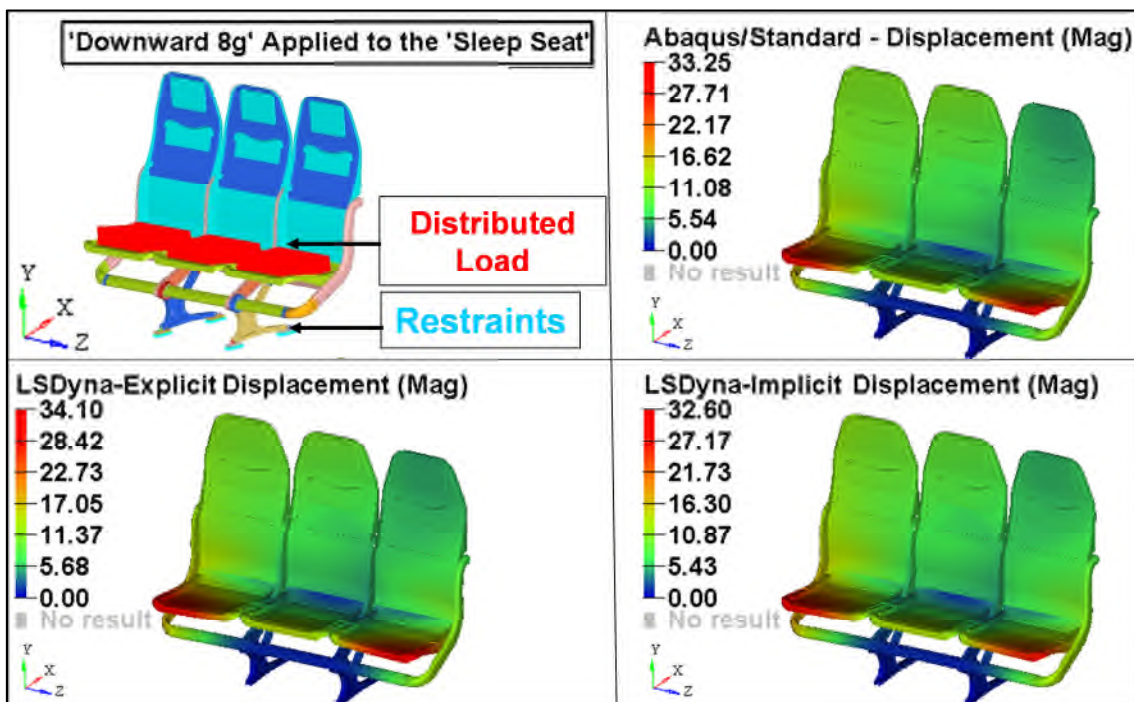 'Downward 8g' Applied to the 'Sleep Seat'
Distributed
Load
Restraints
Y
X
Z
Abaqus/Standard - Displacement (Mag)
33.25
27.71
22.17
16.62
11.08
5.54
0.00
No result
Y
X
Z
LSDyna-Explicit Displacement (Mag)
34.10
28.42
22.73
17.05
11.37
5.68
0.00
No result
Y
X
Z
LSDyna-Implicit Displacement (Mag)
32.60
27.17
21.73
16.30
10.87
5.43
0.00
No result
Y
X
Z